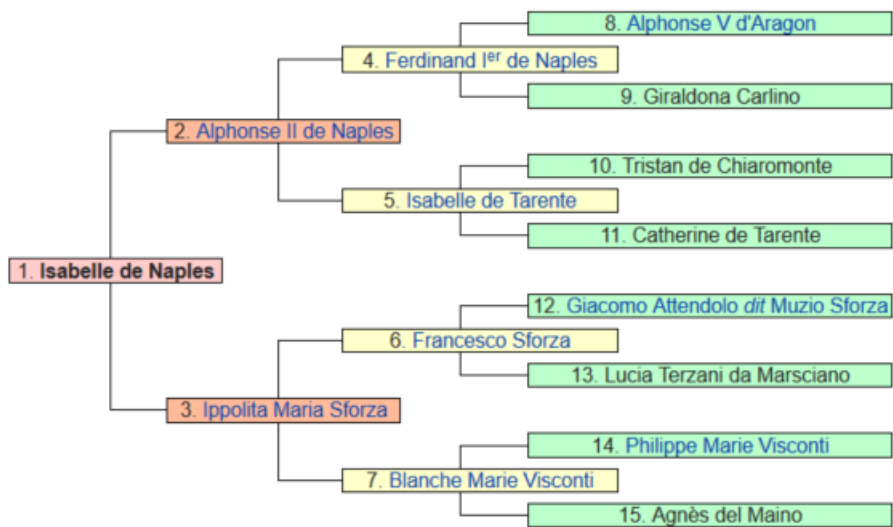 8. Alphonse V d'Aragon
4. Ferdinand Ier de Naples
9. Giraldona Carlino
2. Alphonse II de Naples
10. Tristan de Chiaromonte
5. Isabelle de Tarente
11. Catherine de Tarente
1. Isabelle de Naples
12. Giacomo Attendolo dit Muzio Sforza
6. Francesco Sforza
13. Lucia Terzani da Marsciano
3. Ippolita Maria Sforza
14. Philippe Marie Visconti
7. Blanche Marie Visconti
15. Agnès del Maino